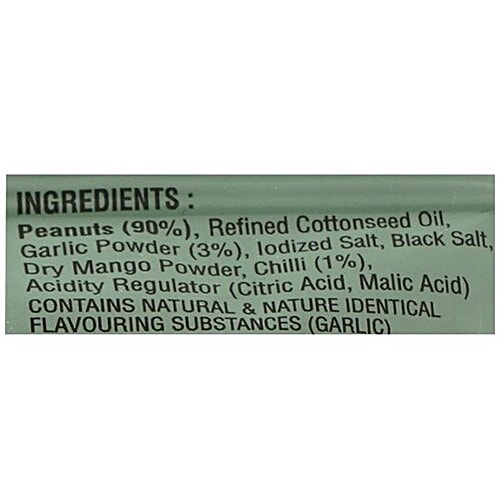 INGREDIENTS :
Peanuts (90%), Refined Cottonseed Oil,
Garlic Powder (3%), Iodized Salt, Black Salt,
Dry Mango Powder, Chilli (1%),
Acidity Regulator (Citric Acid, Malic Acid)
CONTAINS NATURAL & NATURE IDENTICAL
FLAVOURING SUBSTANCES (GARLIC)